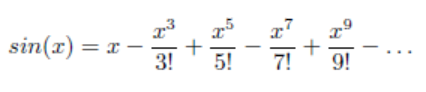 sin(x) = x − x³/3! + x⁵/5! − x⁷/7! + x⁹/9! − ...